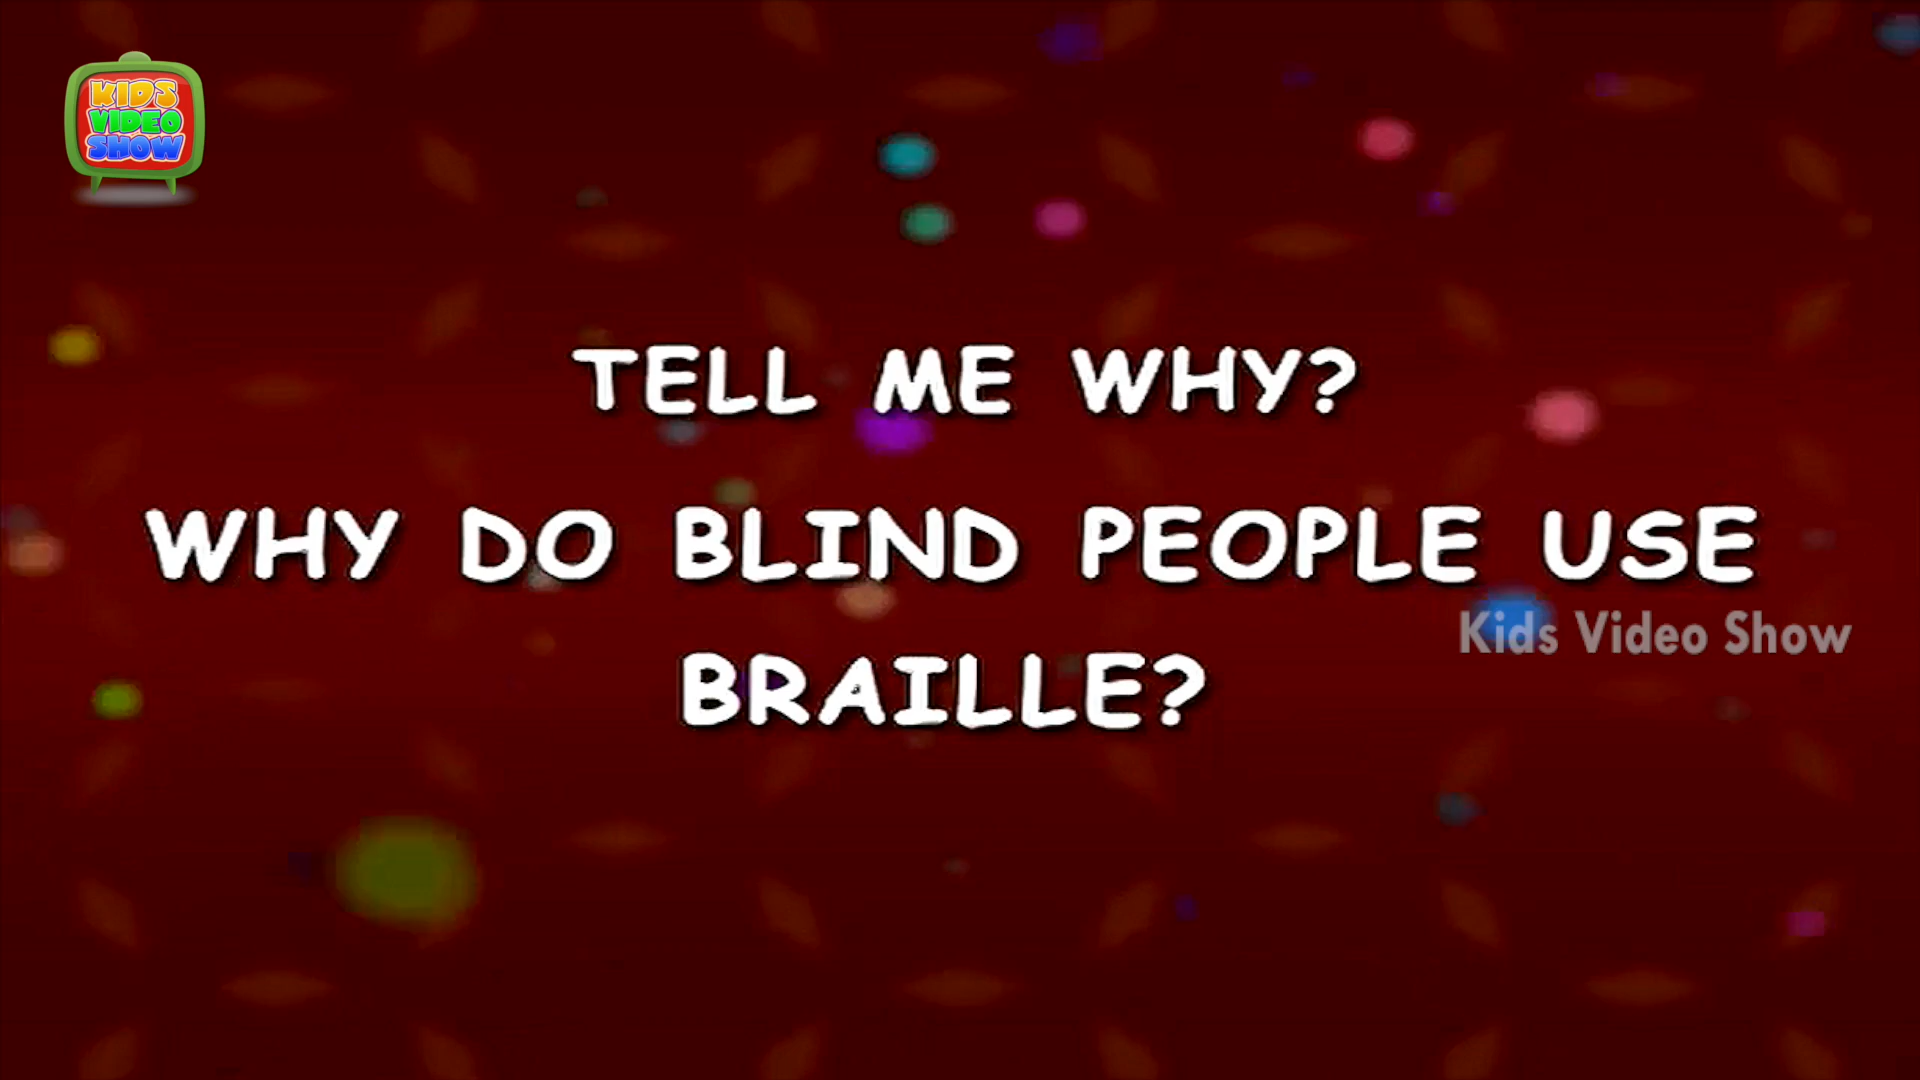 KIDS
VIDEO
SHOW
TELL ME WHY?
WHY DO BLIND PEOPLE USE
BRAILLE?
Kids Video Show